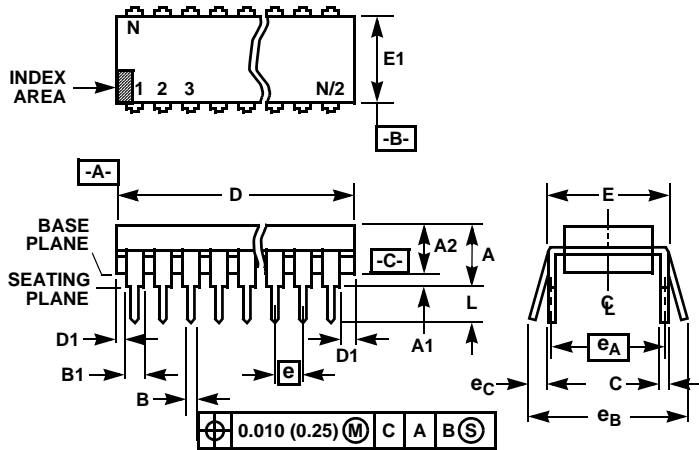 N
E1
INDEX
AREA
1 2 3 N/2
-B-
-A-
D
E
BASE
PLANE
A2 A
-C-
SEATING
PLANE
L
C̵L
D1
A1
D1
eA
B1
e
eC
C
B
eB
⌖ 0.010 (0.25) Ⓜ C A B Ⓢ